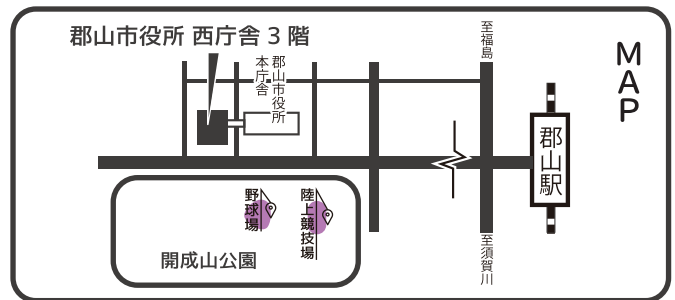 郡山市役所 西庁舎 3 階
至福島
MAP
郡山市役所
本庁舎
郡山駅
野球場
陸上競技場
開成山公園
至須賀川